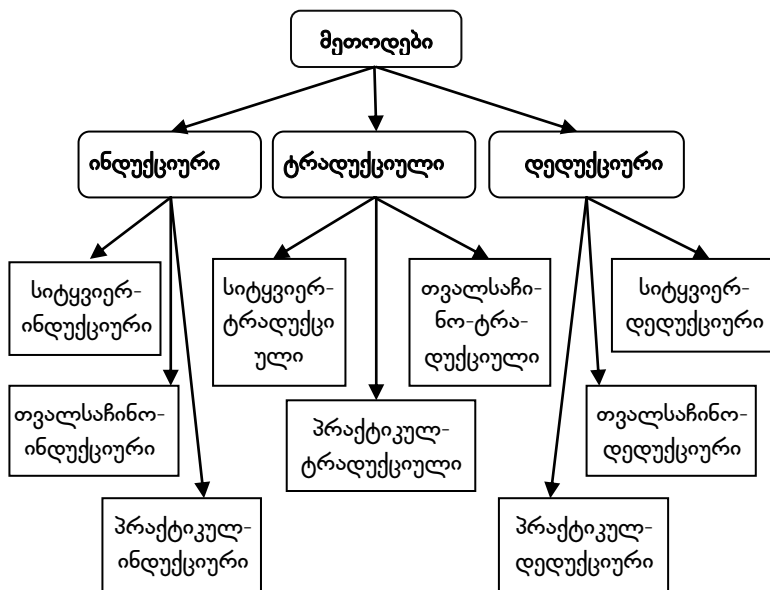 მეთოდები
ინდუქციური
ტრადუქციული
დედუქციური
სიტყვიერ-
ინდუქციური
სიტყვიერ-
ტრადუქცი
ული
თვალსაჩი-
ნო-ტრა-
დუქციული
სიტყვიერ-
დედუქციური
თვალსაჩინო-
ინდუქციური
პრაქტიკულ-
ტრადუქციული
თვალსაჩინო-
დედუქციური
პრაქტიკულ-
ინდუქციური
პრაქტიკულ-
დედუქციური